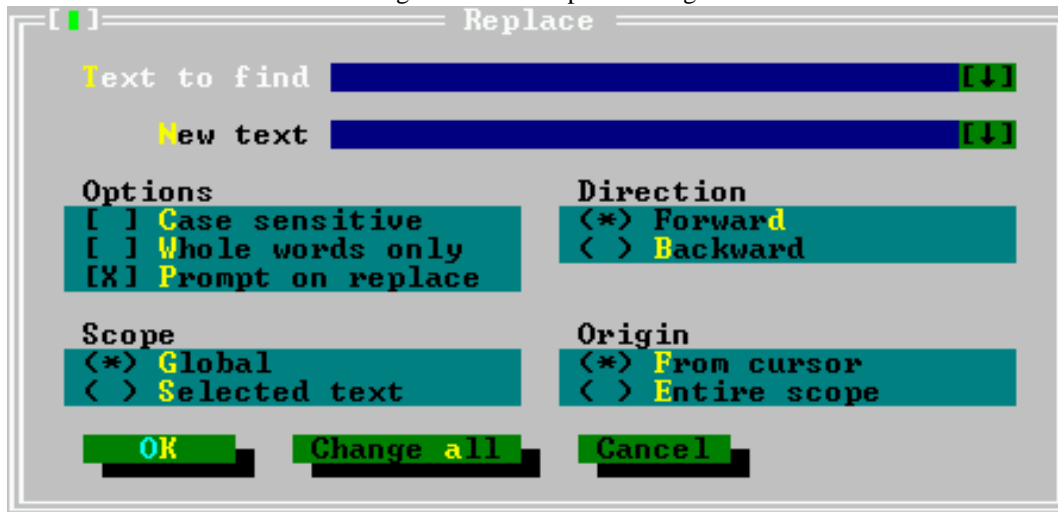 [▮] Replace
Text to find [↓]
New text [↓]
Options Direction
[ ] Case sensitive (*) Forward
[ ] Whole words only ( ) Backward
[X] Prompt on replace
Scope Origin
(*) Global (*) From cursor
( ) Selected text ( ) Entire scope
OK Change all Cancel